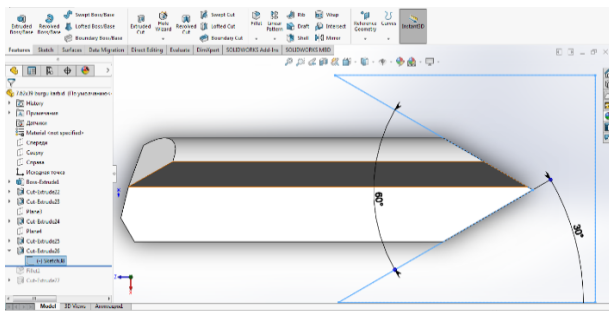 Extruded Boss/Base
Revolved Boss/Base
Swept Boss/Base
Lofted Boss/Base
Boundary Boss/Base
Extruded Cut
Hole Wizard
Revolved Cut
Swept Cut
Lofted Cut
Boundary Cut
Fillet
Linear Pattern
Rib
Draft
Shell
Wrap
Intersect
Mirror
Reference Geometry
Curves
Instant3D
Features Sketch Surfaces Data Migration Direct Editing Evaluate DimXpert SOLIDWORKS Add-Ins SOLIDWORKS MBD
History
Примечания
Датчики
Material <not specified>
Спереди
Сверху
Справа
Исходная точка
Boss-Extrude1
Cut-Extrude22
Cut-Extrude23
Plane1
Cut-Extrude24
Plane
Cut-Extrude25
Cut-Extrude26
(-) Sketch38
Fillet1
60°
30°
Model 3D Views